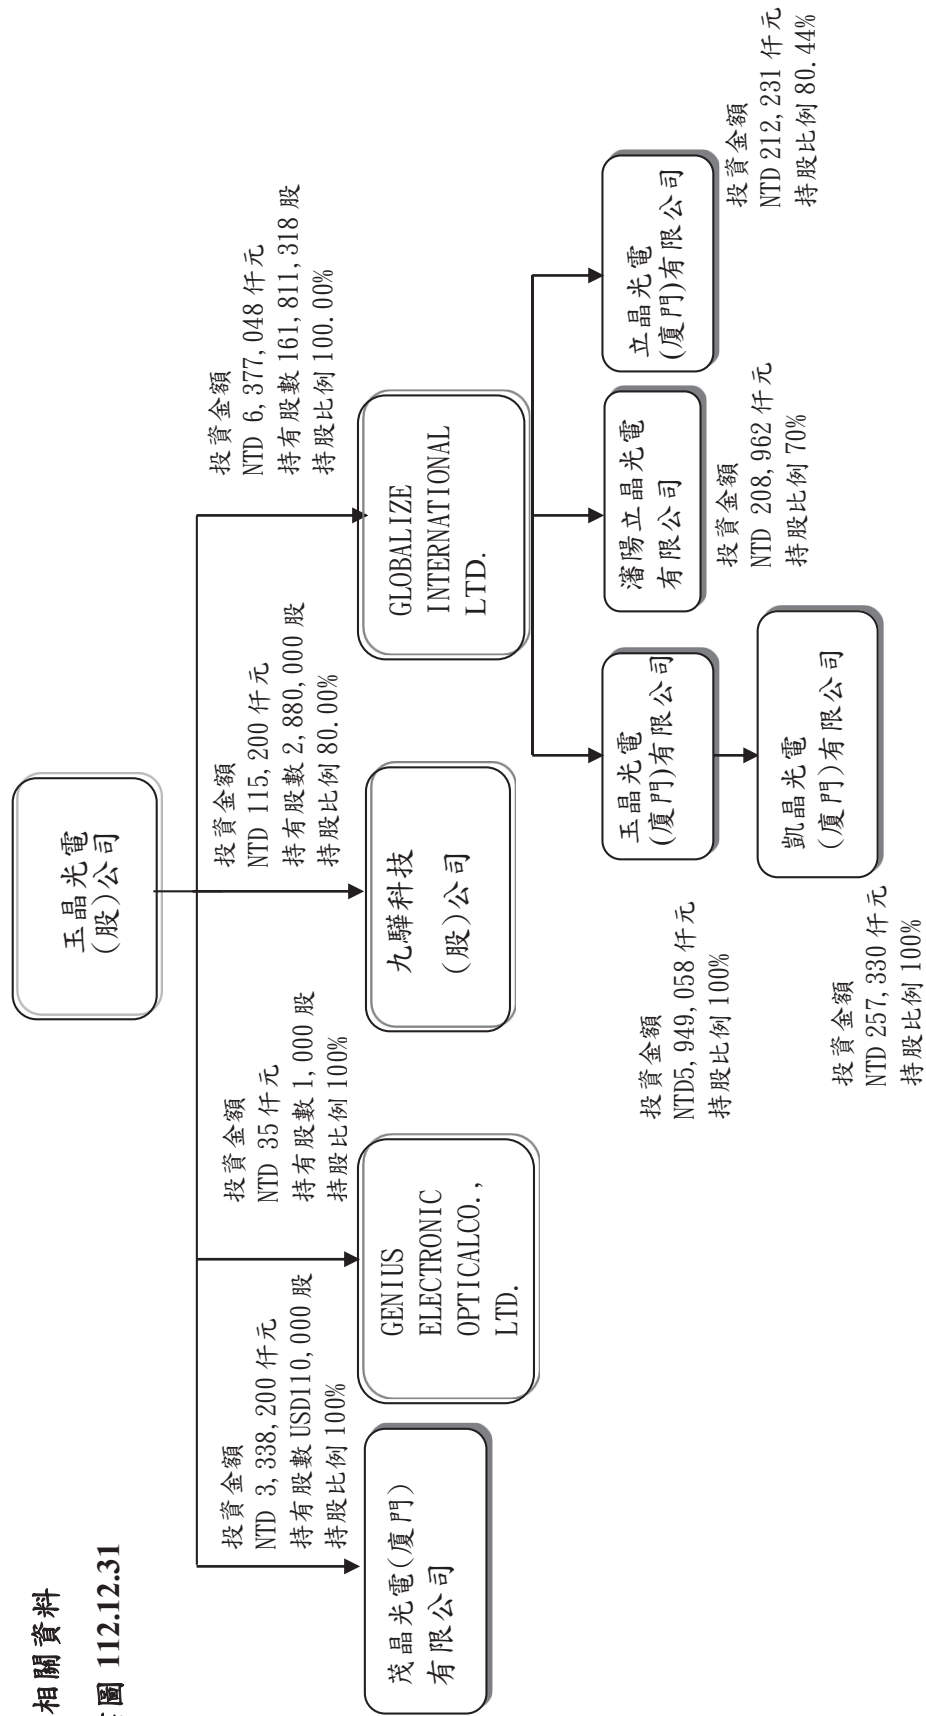 相關資料
圖 112.12.31
玉晶光電
(股)公司
投資金額
NTD 3,338,200 仟元
持有股數 USD110,000 股
持股比例 100%
投資金額
NTD 35 仟元
持有股數 1,000 股
持股比例 100%
投資金額
NTD 115,200 仟元
持有股數 2,880,000 股
持股比例 80.00%
投資金額
NTD 6,377,048 仟元
持有股數 161,811,318 股
持股比例 100.00%
茂晶光電(廈門)
有限公司
GENIUS
ELECTRONIC
OPTICALCO.,
LTD.
九驊科技
(股)公司
GLOBALIZE
INTERNATIONAL
LTD.
投資金額
NTD5,949,058 仟元
持股比例 100%
玉晶光電
(廈門)有限公司
瀋陽立晶光電
有限公司
投資金額
NTD 208,962 仟元
持股比例 70%
立晶光電
(廈門)有限公司
投資金額
NTD 212,231 仟元
持股比例 80.44%
投資金額
NTD 257,330 仟元
持股比例 100%
凱晶光電
(廈門)有限公司